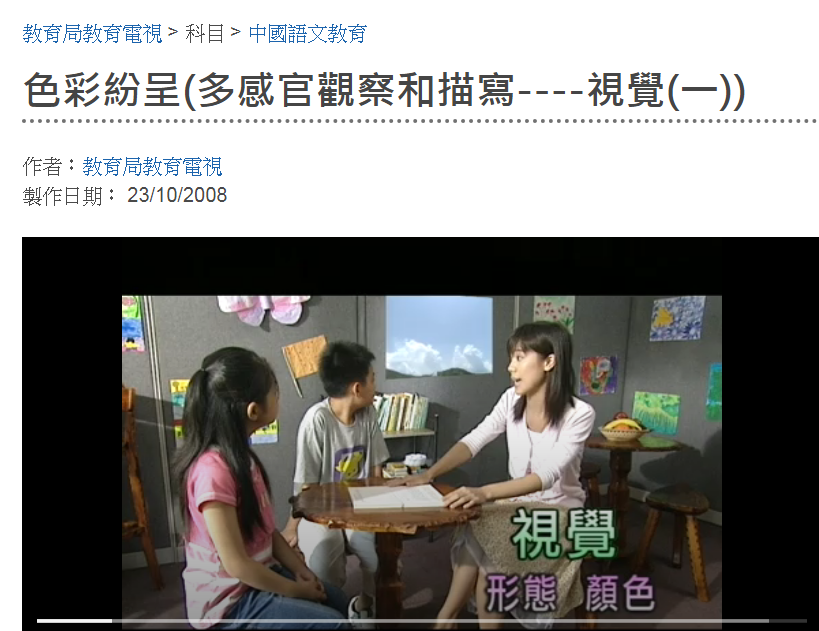 教育局教育電視 > 科目 > 中國語文教育
色彩紛呈(多感官觀察和描寫----視覺(一))
作者：教育局教育電視
製作日期： 23/10/2008
視覺
形態 顏色